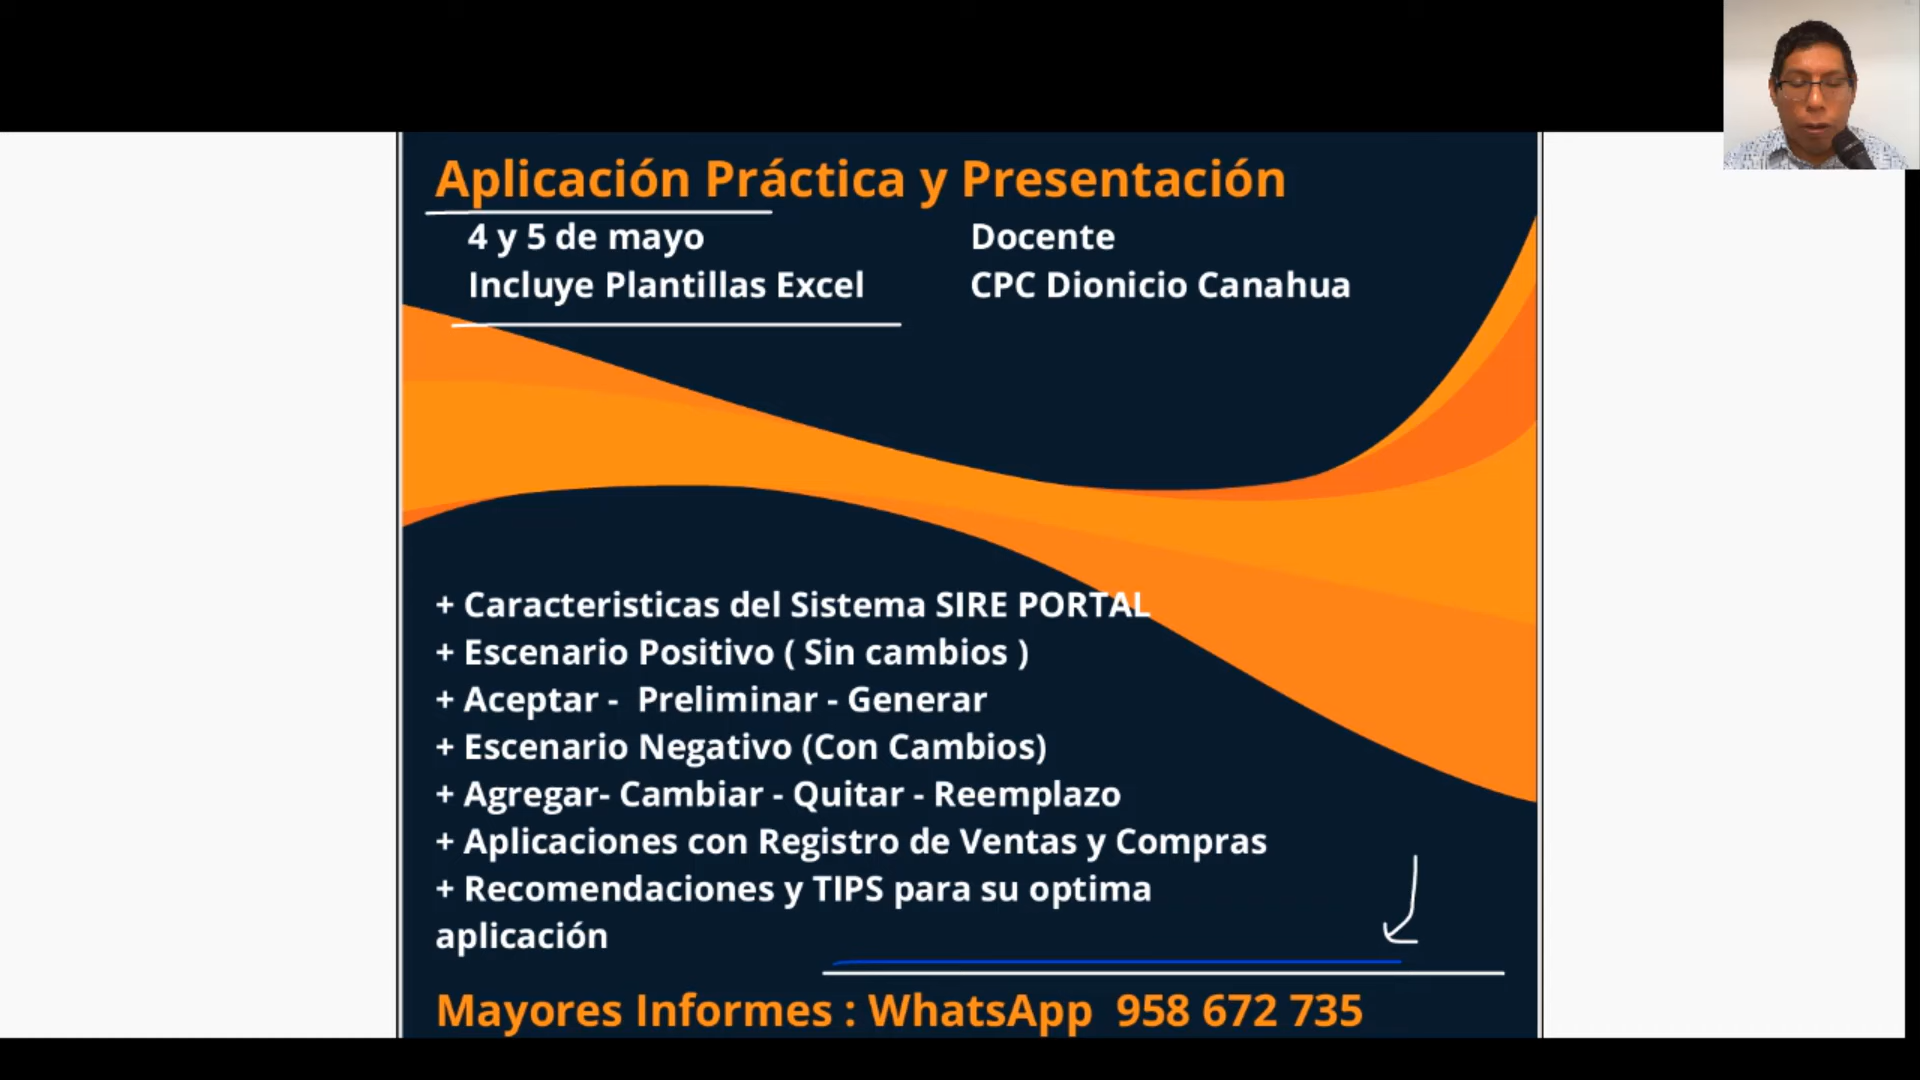 Aplicación Práctica y Presentación
4 y 5 de mayo
Incluye Plantillas Excel
Docente
CPC Dionicio Canahua
+ Caracteristicas del Sistema SIRE PORTAL
+ Escenario Positivo ( Sin cambios )
+ Aceptar - Preliminar - Generar
+ Escenario Negativo (Con Cambios)
+ Agregar- Cambiar - Quitar - Reemplazo
+ Aplicaciones con Registro de Ventas y Compras
+ Recomendaciones y TIPS para su optima
aplicación
Mayores Informes : WhatsApp 958 672 735